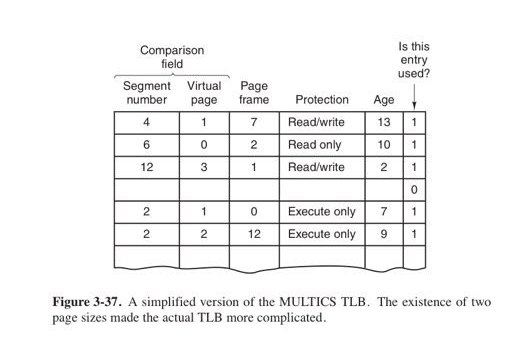 Comparison
field
Is this
entry
used?
Segment
number
Virtual
page
Page
frame
Protection
Age
4 1 7 Read/write 13 1
6 0 2 Read only 10 1
12 3 1 Read/write 2 1
0
2 1 0 Execute only 7 1
2 2 12 Execute only 9 1
Figure 3-37. A simplified version of the MULTICS TLB. The existence of two
page sizes made the actual TLB more complicated.